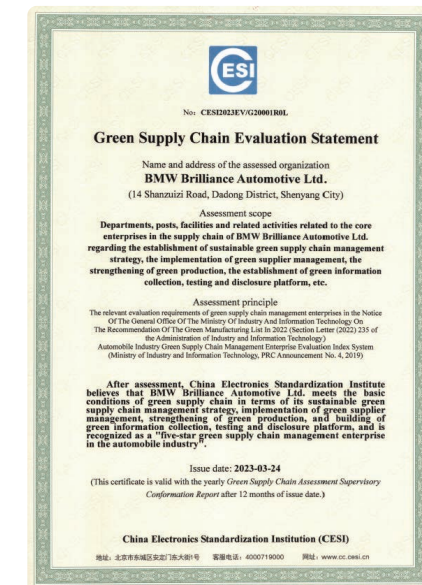 CESI
No: CESI2023EV/G20001R0L
Green Supply Chain Evaluation Statement
Name and address of the assessed organization
BMW Brilliance Automotive Ltd.
(14 Shanzuizi Road, Dadong District, Shenyang City)
Assessment scope
Departments, posts, facilities and related activities related to the core
enterprises in the supply chain of BMW Brilliance Automotive Ltd.
regarding the establishment of sustainable green supply chain management
strategy, the implementation of green supplier management, the
strengthening of green production, the establishment of green information
collection, testing and disclosure platform, etc.
Assessment principle
The relevant evaluation requirements of green supply chain management enterprises in the Notice
Of The General Office Of The Ministry Of Industry And Information Technology On
The Recommendation Of The Green Manufacturing List In 2022 (Section Letter (2022) 235 of
the Administration of Industry and Information Technology)
Automobile Industry Green Supply Chain Management Enterprise Evaluation Index System
(Ministry of Industry and Information Technology, PRC Announcement No. 4, 2019)
After assessment, China Electronics Standardization Institute
believes that BMW Brilliance Automotive Ltd. meets the basic
conditions of green supply chain in terms of its sustainable green
supply chain management strategy, implementation of green supplier
management, strengthening of green production, and building of
green information collection, testing and disclosure platform, and is
recognized as a "five-star green supply chain management enterprise
in the automobile industry".
Issue date: 2023-03-24
(This certificate is valid with the yearly Green Supply Chain Assessment Supervisory
Conformation Report after 12 months of issue date.)
China Electronics Standardization Institution (CESI)
地址：北京市东城区安定门东大街1号 客服电话：4000719000 网址：www.cc.cesi.cn